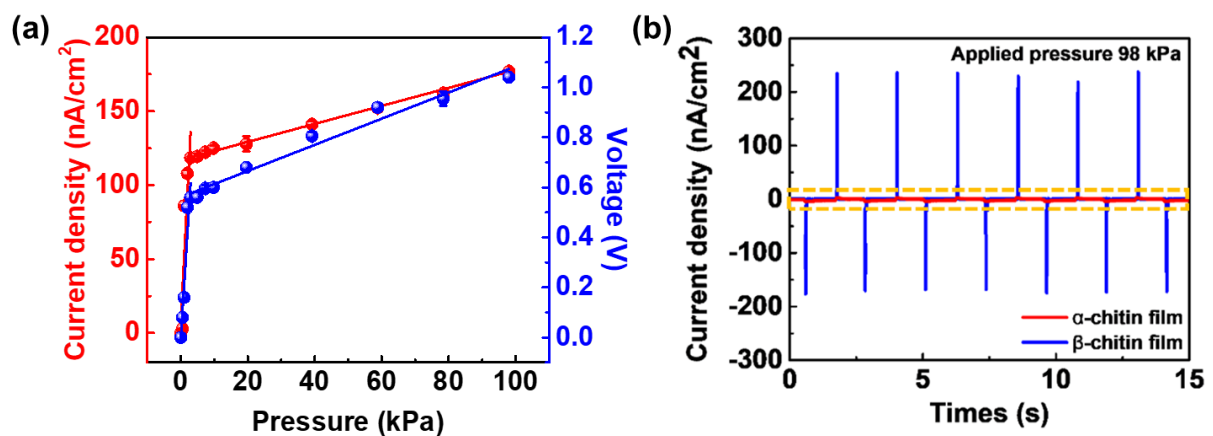 (a)
Current density (nA/cm²)
200
150
100
50
0
0 20 40 60 80 100
Pressure (kPa)
1.2
1.0
0.8
0.6
0.4
0.2
0.0
Voltage (V)
(b)
Current density (nA/cm²)
300
200
100
0
-100
-200
-300
Applied pressure 98 kPa
α-chitin film
β-chitin film
0 5 10 15
Times (s)